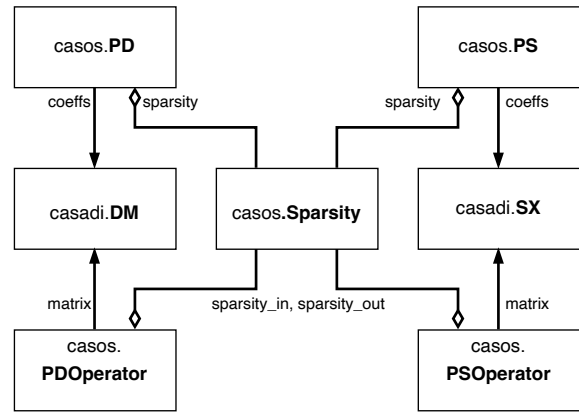 casos.PD
casos.PS
coeffs
sparsity
sparsity
coeffs
casadi.DM
casos.Sparsity
casadi.SX
matrix
sparsity_in, sparsity_out
matrix
casos.
PDOperator
casos.
PSOperator